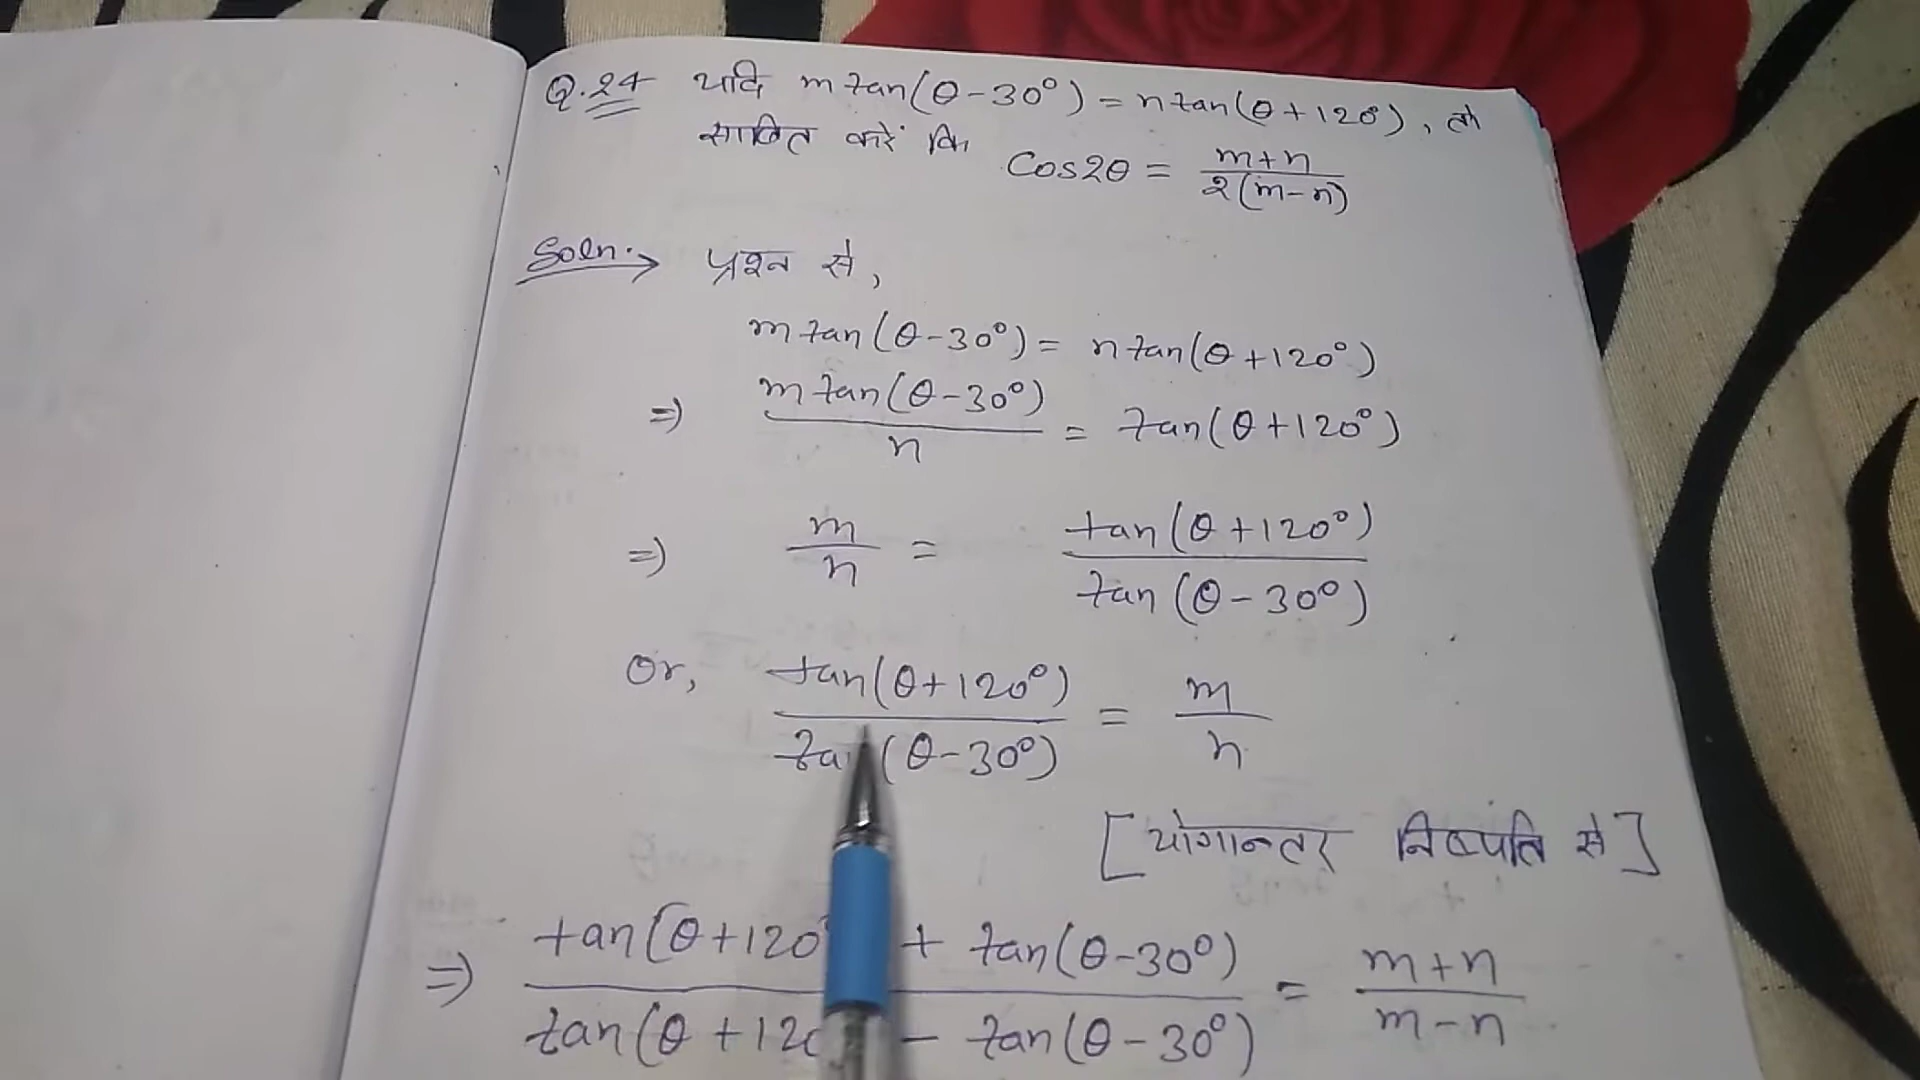 Q.24 यदि m tan(θ-30°) = n tan(θ+120°), तो
साबित करें कि Cos2θ = m+n / 2(m-n)
Soln. → प्रश्न से,
m tan(θ-30°) = n tan(θ+120°)
⇒ m tan(θ-30°) / n = tan(θ+120°)
⇒ m / n = tan(θ+120°) / tan(θ-30°)
Or, tan(θ+120°) / tan(θ-30°) = m / n
[योगान्तर निष्पति से]
⇒ tan(θ+120° + tan(θ-30°) / tan(θ+120 - tan(θ-30°) = m+n / m-n